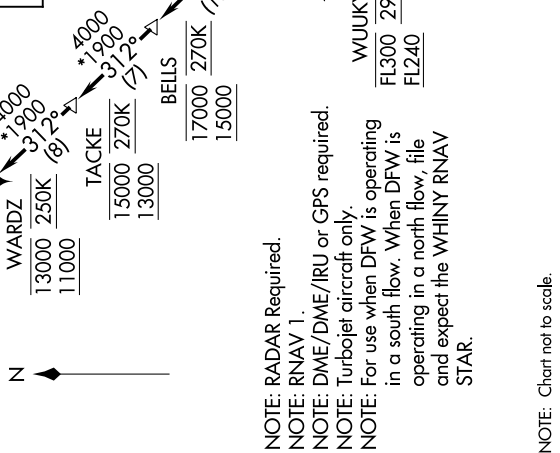 4000
*1900
312°
(8)
4000
*1900
312°
(7)
WARDZ
13000 250K
11000
TACKE
15000 270K
13000
BELLS
17000 270K
15000
FL300
FL240
N
NOTE: RADAR Required.
NOTE: RNAV 1.
NOTE: DME/DME/IRU or GPS required.
NOTE: Turbojet aircraft only.
NOTE: For use when DFW is operating
in a south flow. When DFW is
operating in a north flow, file
and expect the WHINY RNAV
STAR.
NOTE: Chart not to scale.